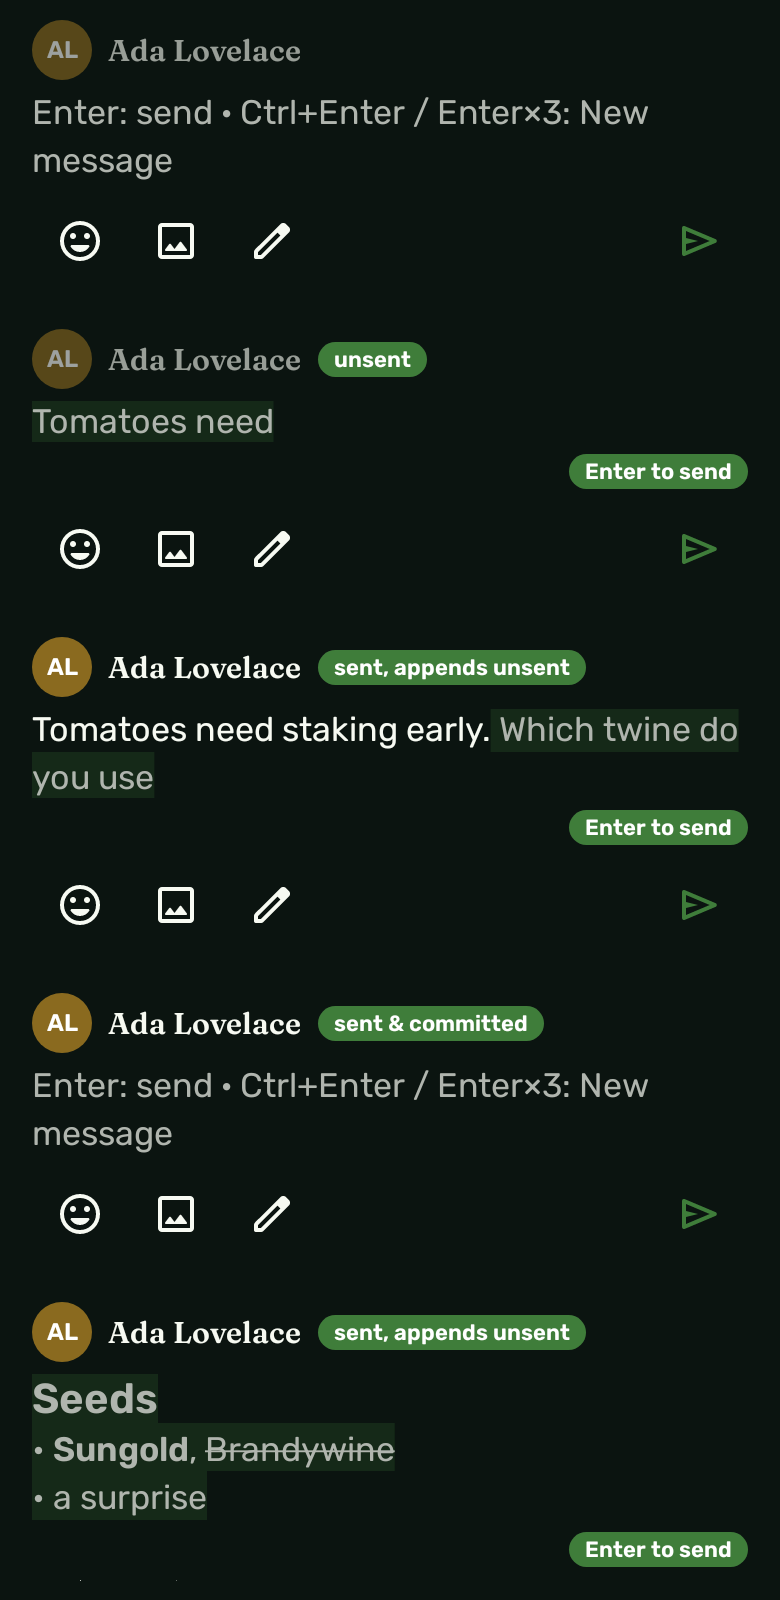 AL Ada Lovelace
Enter: send • Ctrl+Enter / Enter×3: New
message
AL Ada Lovelace unsent
Tomatoes need
Enter to send
AL Ada Lovelace sent, appends unsent
Tomatoes need staking early. Which twine do
you use
Enter to send
AL Ada Lovelace sent & committed
Enter: send • Ctrl+Enter / Enter×3: New
message
AL Ada Lovelace sent, appends unsent
Seeds
• Sungold, Brandywine
• a surprise
Enter to send